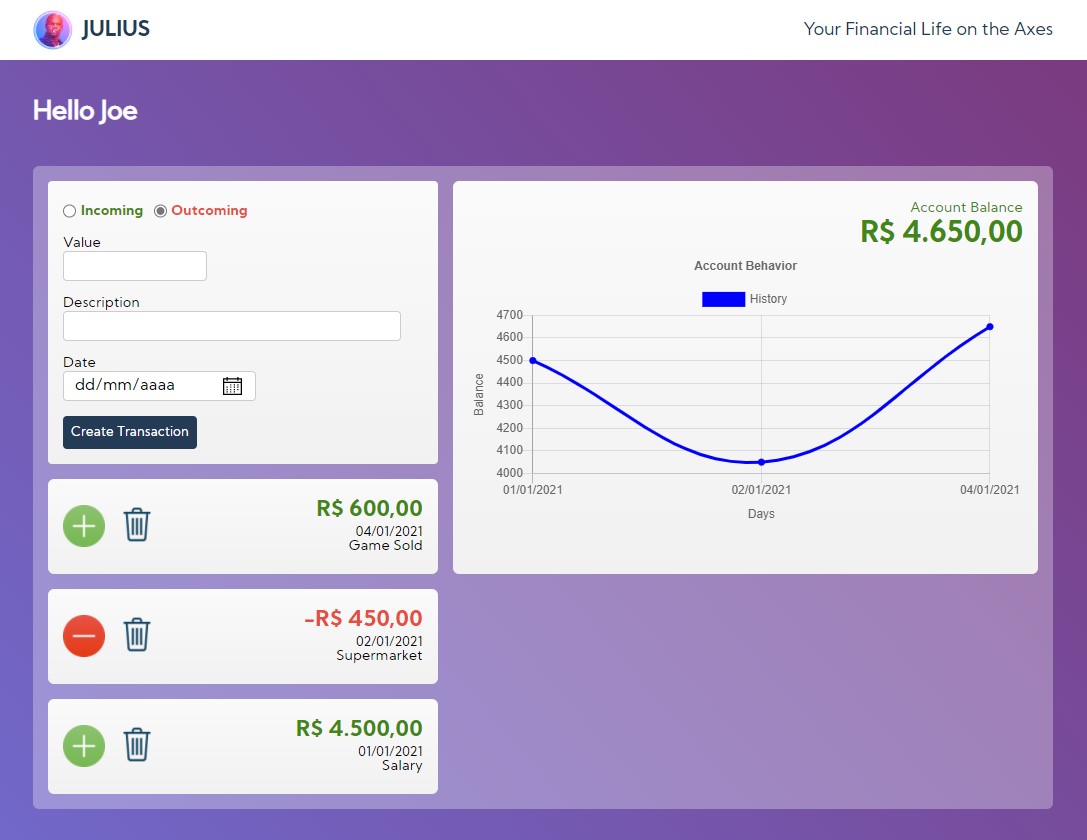 JULIUS
Your Financial Life on the Axes
Hello Joe
Incoming Outcoming
Value
Description
Date
dd/mm/aaaa
Create Transaction
Account Balance
R$ 4.650,00
Account Behavior
History
4700
4600
4500
4400
4300
4200
4100
4000
Balance
01/01/2021 02/01/2021 04/01/2021
Days
R$ 600,00
04/01/2021
Game Sold
-R$ 450,00
02/01/2021
Supermarket
R$ 4.500,00
01/01/2021
Salary